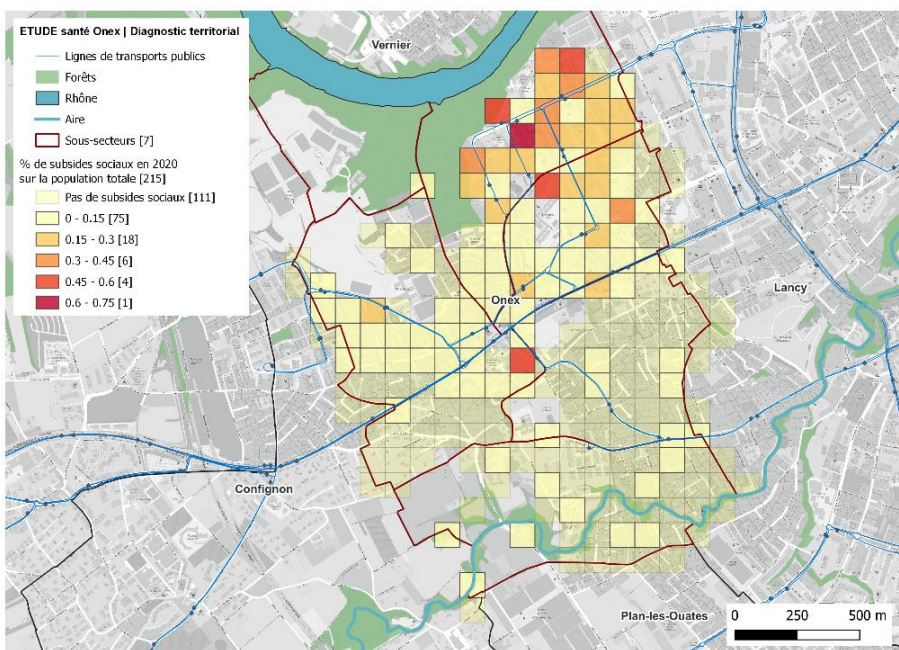 ETUDE santé Onex | Diagnostic territorial
Lignes de transports publics
Forêts
Rhône
Aire
Sous-secteurs [7]
% de subsides sociaux en 2020
sur la population totale [215]
Pas de subsides sociaux [111]
0 - 0.15 [75]
0.15 - 0.3 [18]
0.3 - 0.45 [6]
0.45 - 0.6 [4]
0.6 - 0.75 [1]
Vernier
Lancy
Onex
Confignon
Plan-les-Ouates
0 250 500 m